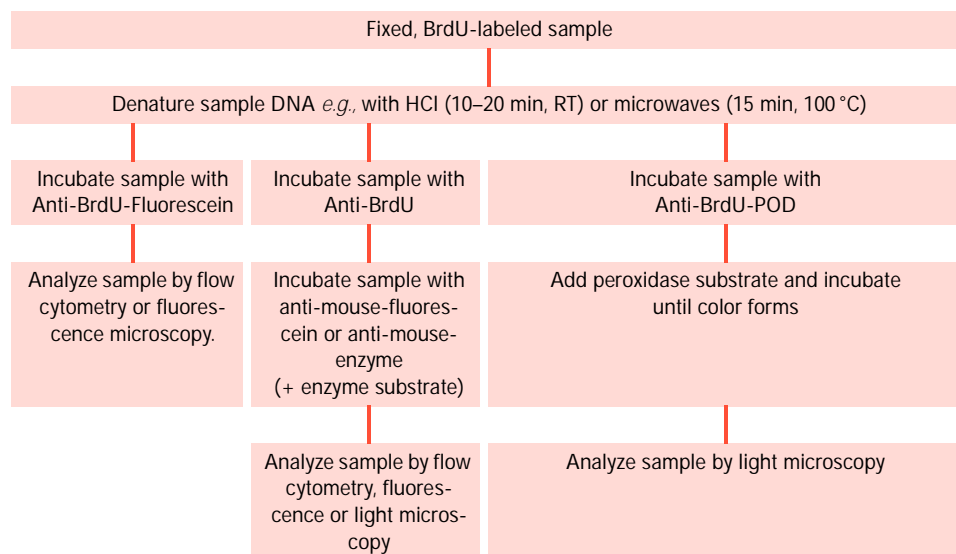 Fixed, BrdU-labeled sample
Denature sample DNA e.g., with HCl (10–20 min, RT) or microwaves (15 min, 100 °C)
Incubate sample with
Anti-BrdU-Fluorescein
Incubate sample with
Anti-BrdU
Incubate sample with
Anti-BrdU-POD
Analyze sample by flow
cytometry or fluores-
cence microscopy.
Incubate sample with
anti-mouse-fluores-
cein or anti-mouse-
enzyme
(+ enzyme substrate)
Add peroxidase substrate and incubate
until color forms
Analyze sample by flow
cytometry, fluores-
cence or light micros-
copy
Analyze sample by light microscopy